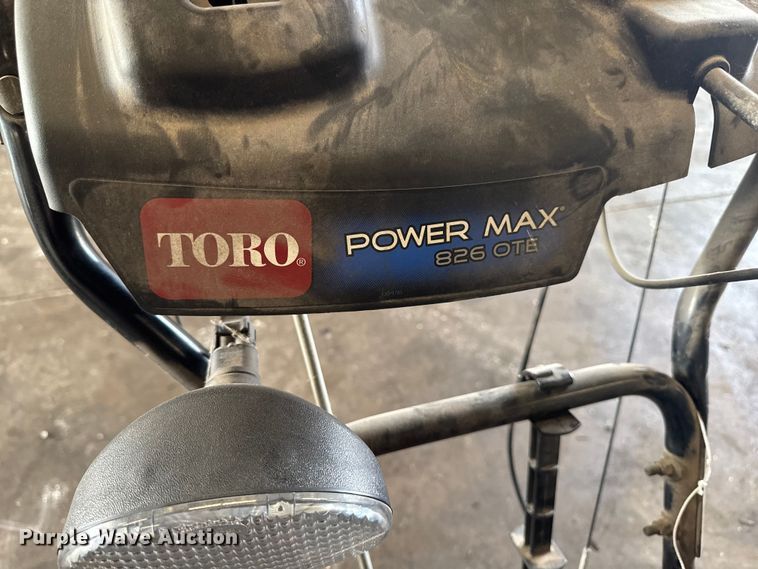 TORO®
POWER MAX®
826 OTE
Purple Wave Auction